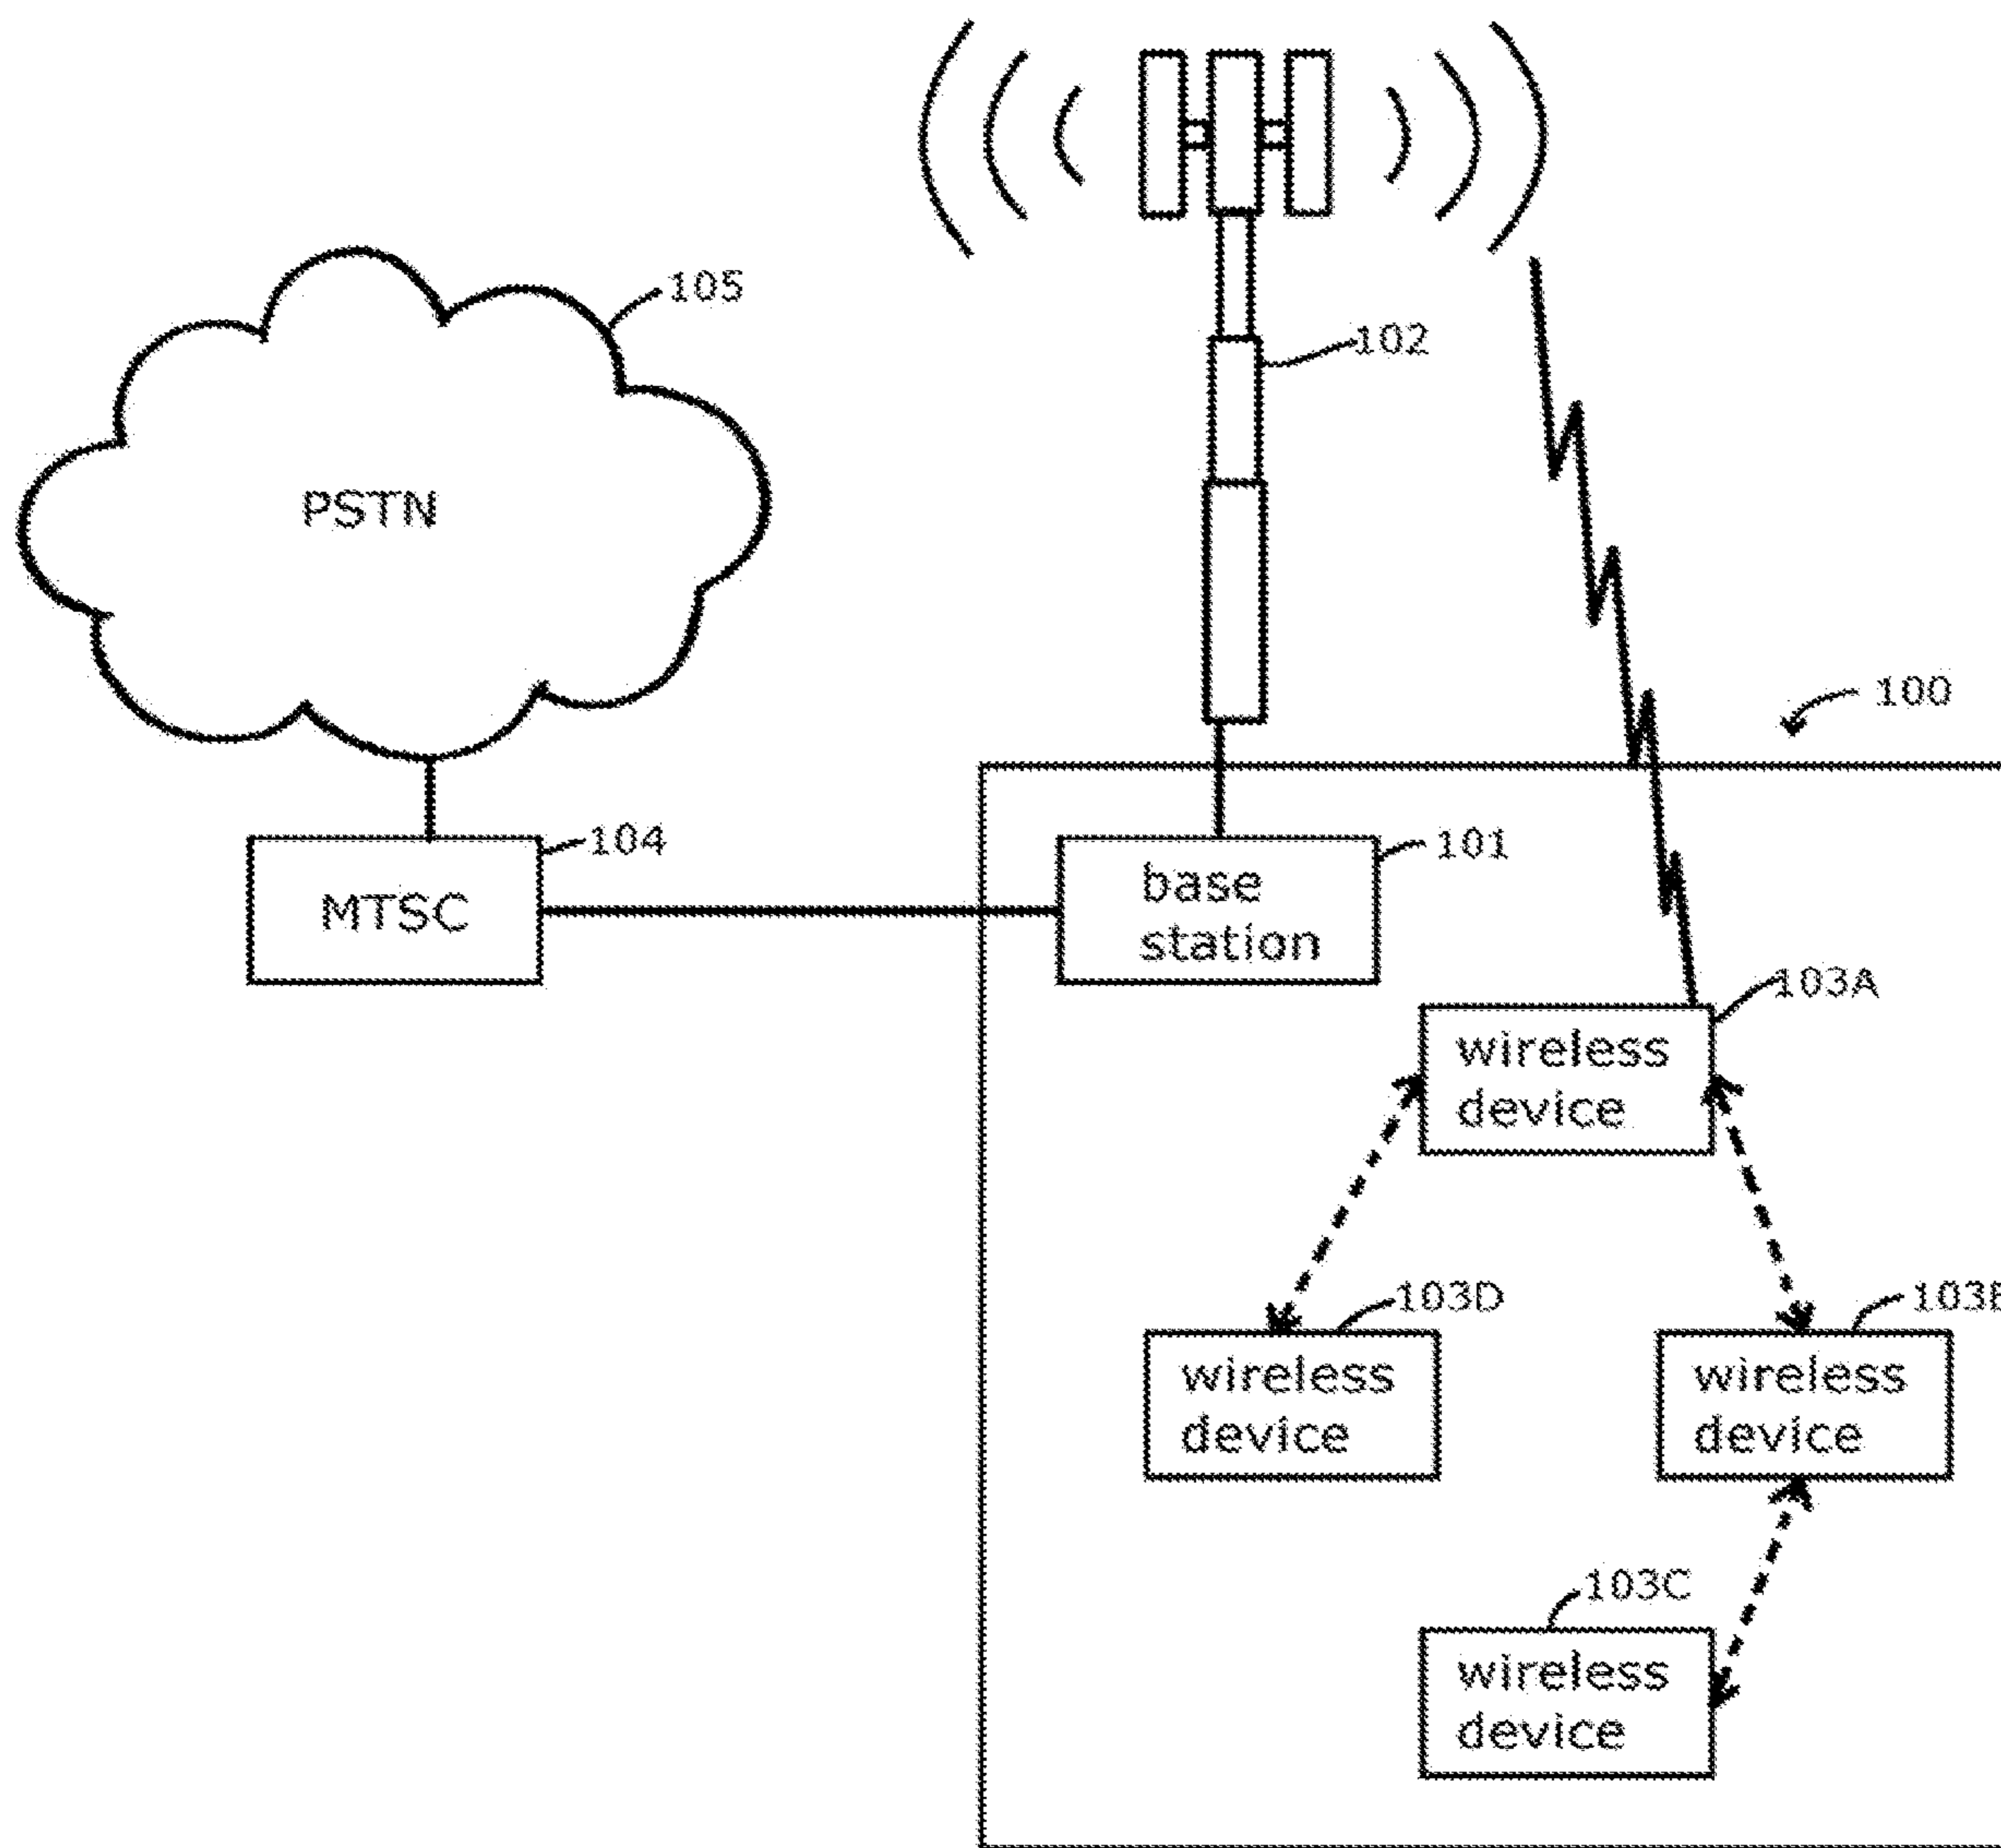 105
102
PSTN
100
104
101
MTSC
base
station
103A
wireless
device
103D
103B
wireless
device
wireless
device
103C
wireless
device